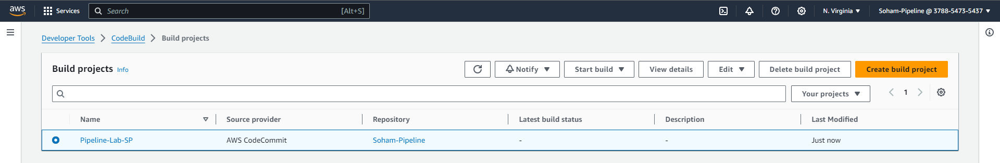 aws Services Search [Alt+S] N. Virginia Soham-Pipeline @ 3788-5473-5437
Developer Tools CodeBuild Build projects
Build projects Info Notify Start build View details Edit Delete build project Create build project
Your projects 1
Name Source provider Repository Latest build status Description Last Modified
Pipeline-Lab-SP AWS CodeCommit Soham-Pipeline - - Just now